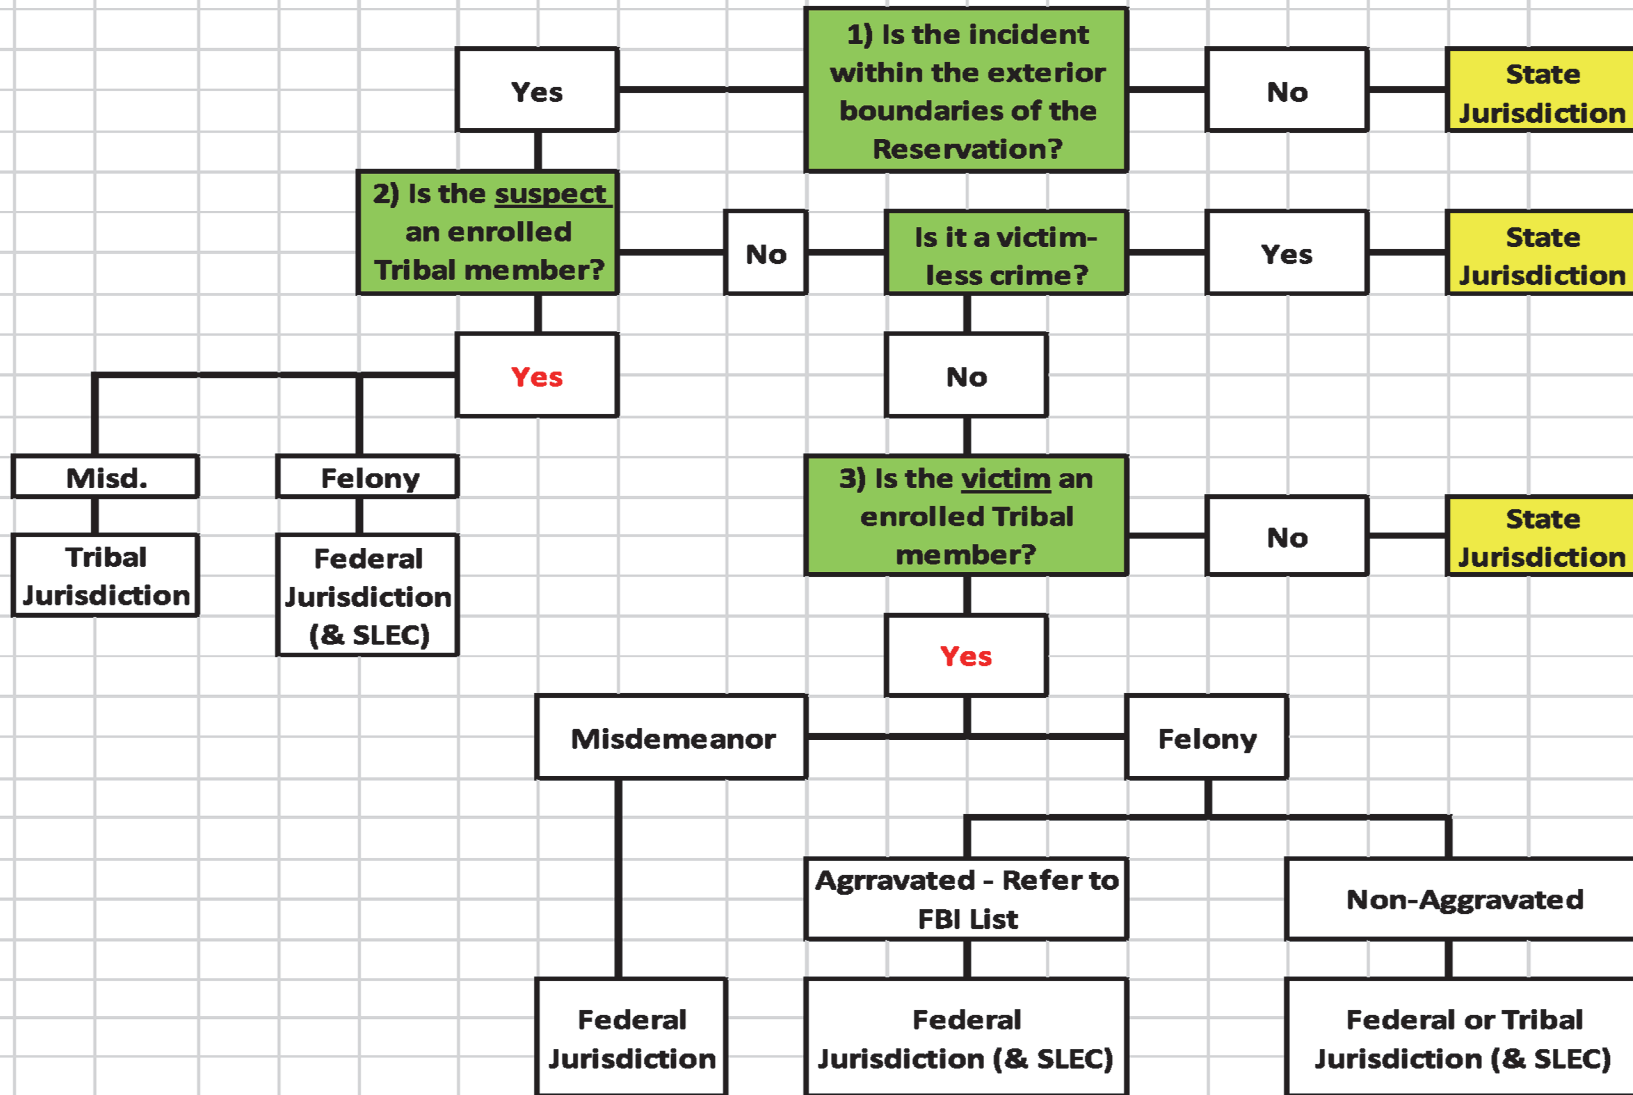 1) Is the incident
within the exterior
boundaries of the
Reservation?
Yes
No
State
Jurisdiction
2) Is the suspect
an enrolled
Tribal member?
No
Is it a victim-
less crime?
Yes
State
Jurisdiction
Yes
No
Misd.
Felony
3) Is the victim an
enrolled Tribal
member?
No
State
Jurisdiction
Tribal
Jurisdiction
Federal
Jurisdiction
(& SLEC)
Yes
Misdemeanor
Felony
Agrravated - Refer to
FBI List
Non-Aggravated
Federal
Jurisdiction
Federal
Jurisdiction (& SLEC)
Federal or Tribal
Jurisdiction (& SLEC)